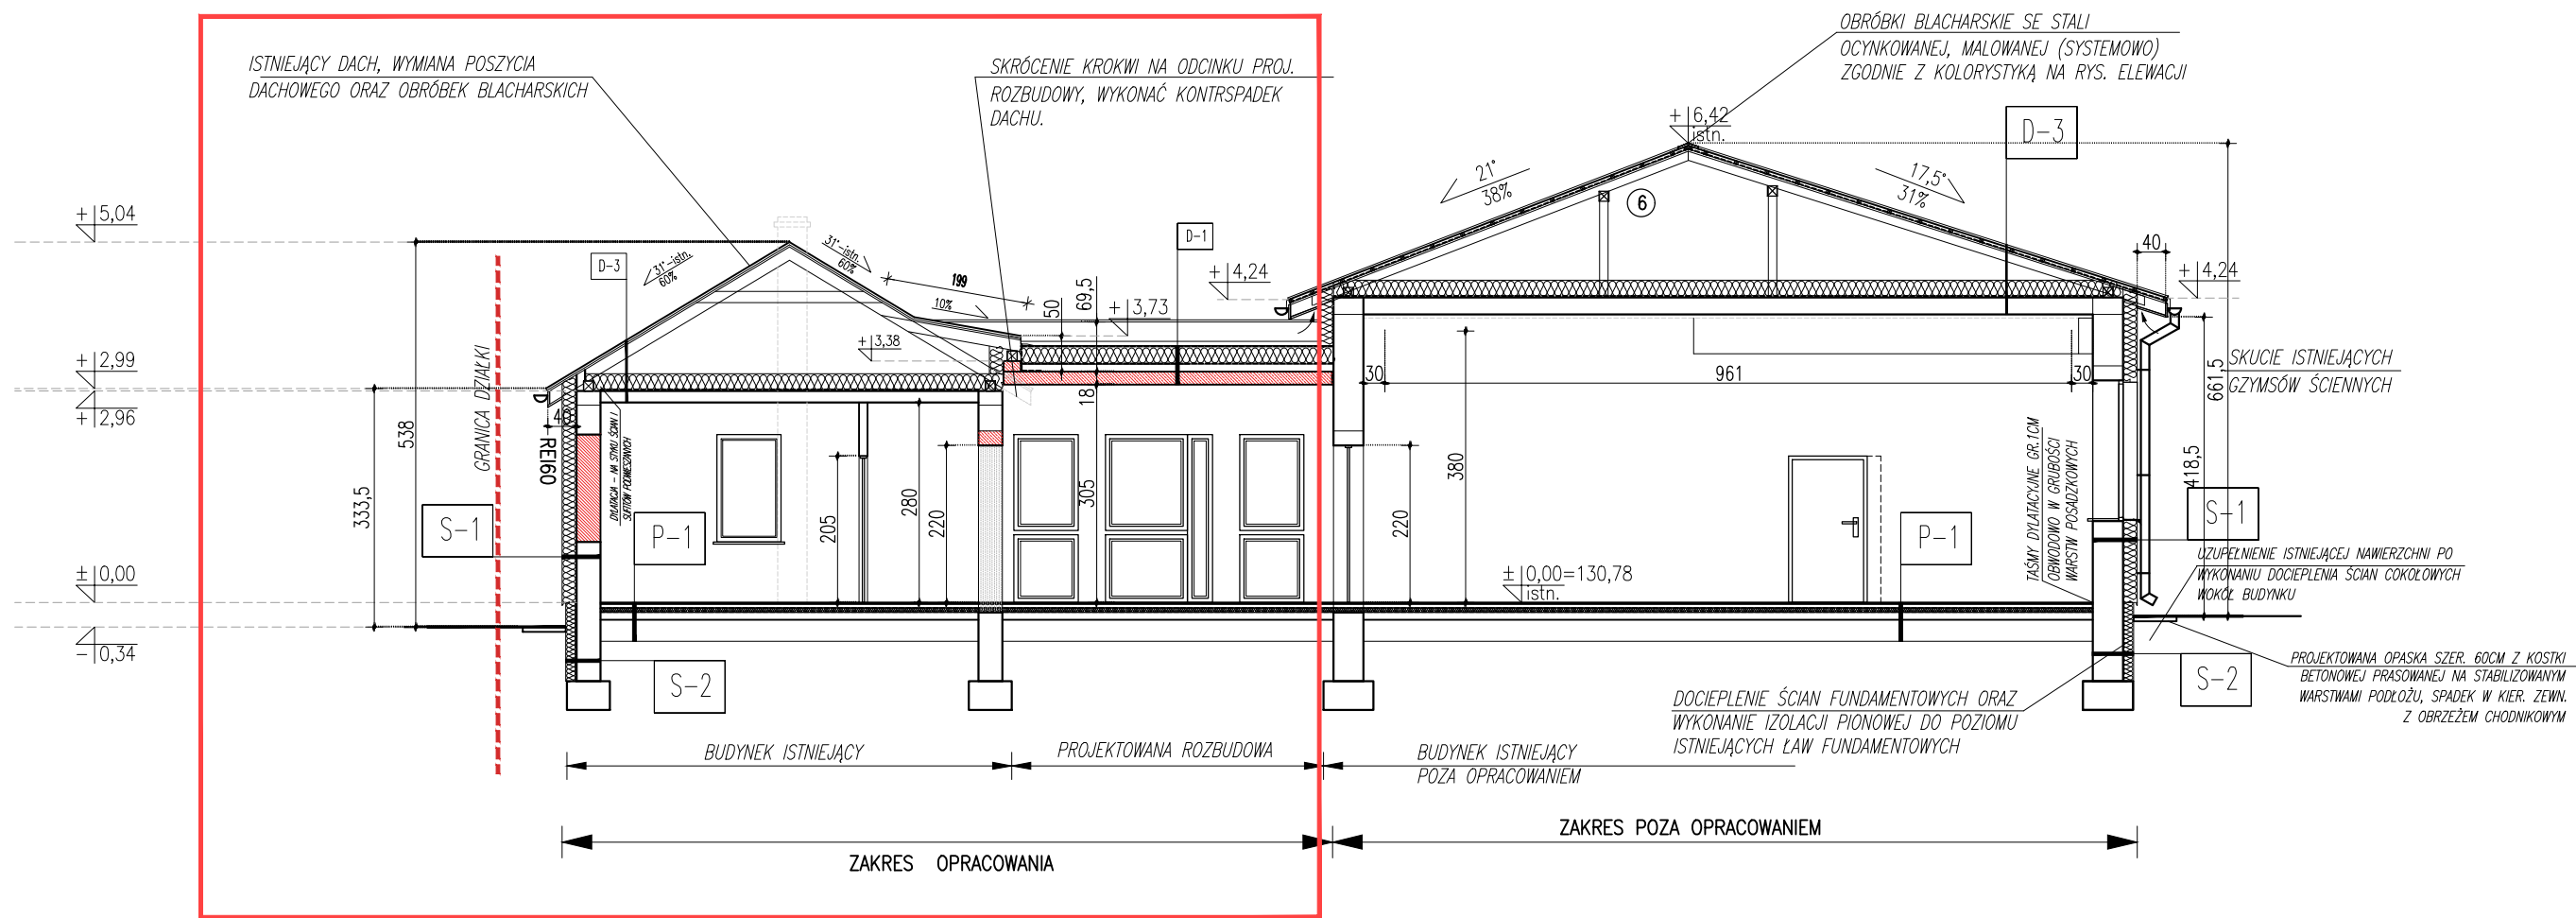 ISTNIEJĄCY DACH, WYMIANA POSZYCIA
DACHOWEGO ORAZ OBRÓBEK BLACHARSKICH
SKRÓCENIE KROKWI NA ODCINKU PROJ.
ROZBUDOWY, WYKONAĆ KONTRSPADEK
DACHU.
OBRÓBKI BLACHARSKIE SE STALI
OCYNKOWANEJ, MALOWANEJ (SYSTEMOWO)
ZGODNIE Z KOLORYSTYKĄ NA RYS. ELEWACJI
+6,42
istn.
D-3
21°
38%
17,5°
31%
6
+5,04
538
D-3
31°-istn.
60%
31°-istn.
60%
199
10%
D-1
50
69,5
+3,73
+4,24
40
+4,24
+3,38
+2,99
+2,96
40
REI60
GRANICA DZIAŁKI
333,5
DYLATACJA - NA STYKU ŚCIAN I
280
205
220
18
305
30
961
30
380
220
661,5
418,5
SKUCIE ISTNIEJĄCYCH
GZYMSÓW ŚCIENNYCH
TAŚMY DYLATACYJNE GR.1CM
OBWODOWO W GRUBOŚCI
WARSTW POSADZKOWYCH
S-1
P-1
P-1
S-1
±0,00
±0,00=130,78
istn.
-0,34
UZUPEŁNIENIE ISTNIEJĄCEJ NAWIERZCHNI PO
WYKONANIU DOCIEPLENIA ŚCIAN COKOŁOWYCH
WOKÓŁ BUDYNKU
S-2
S-2
PROJEKTOWANA OPASKA SZER. 60CM Z KOSTKI
BETONOWEJ PRASOWANEJ NA STABILIZOWANYM
WARSTWAMI PODŁOŻU, SPADEK W KIER. ZEWN.
Z OBRZEŻEM CHODNIKOWYM
DOCIEPLENIE ŚCIAN FUNDAMENTOWYCH ORAZ
WYKONANIE IZOLACJI PIONOWEJ DO POZIOMU
ISTNIEJĄCYCH ŁAW FUNDAMENTOWYCH
BUDYNEK ISTNIEJĄCY
PROJEKTOWANA ROZBUDOWA
BUDYNEK ISTNIEJĄCY
POZA OPRACOWANIEM
ZAKRES OPRACOWANIA
ZAKRES POZA OPRACOWANIEM